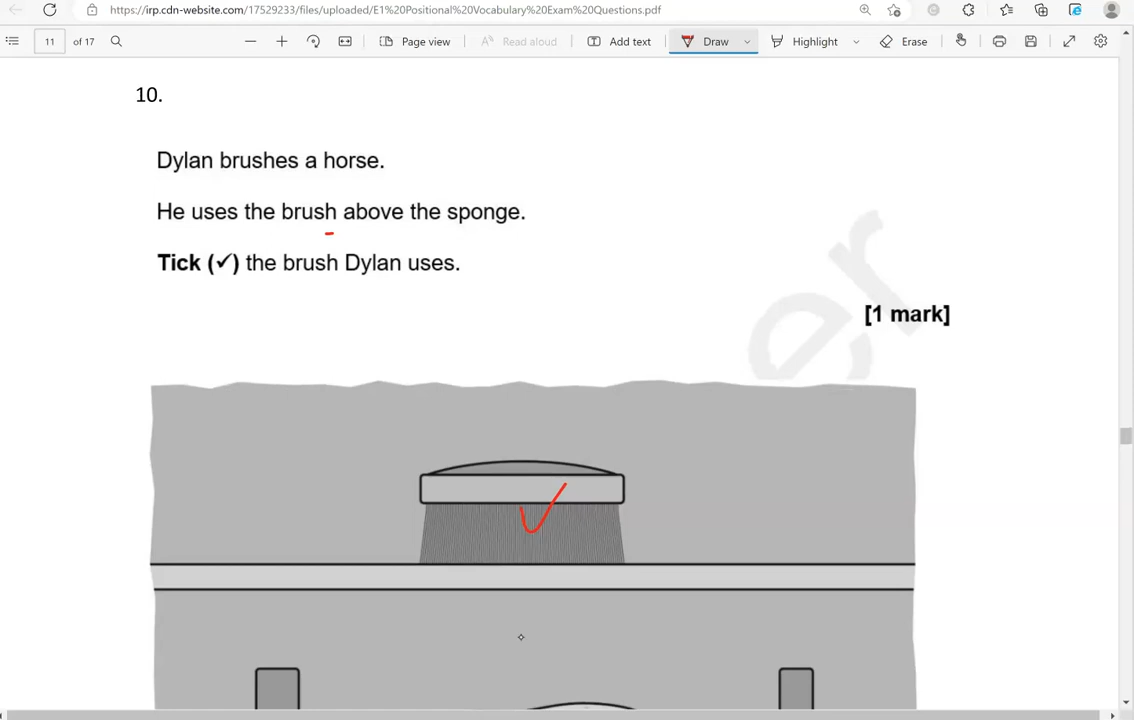 https://irp.cdn-website.com/17529233/files/uploaded/E1%20Positional%20Vocabulary%20Exam%20Questions.pdf
11 of 17 Page view Read aloud Add text Draw Highlight Erase
10.
Dylan brushes a horse.
He uses the brush above the sponge.
Tick (✓) the brush Dylan uses.
[1 mark]
er